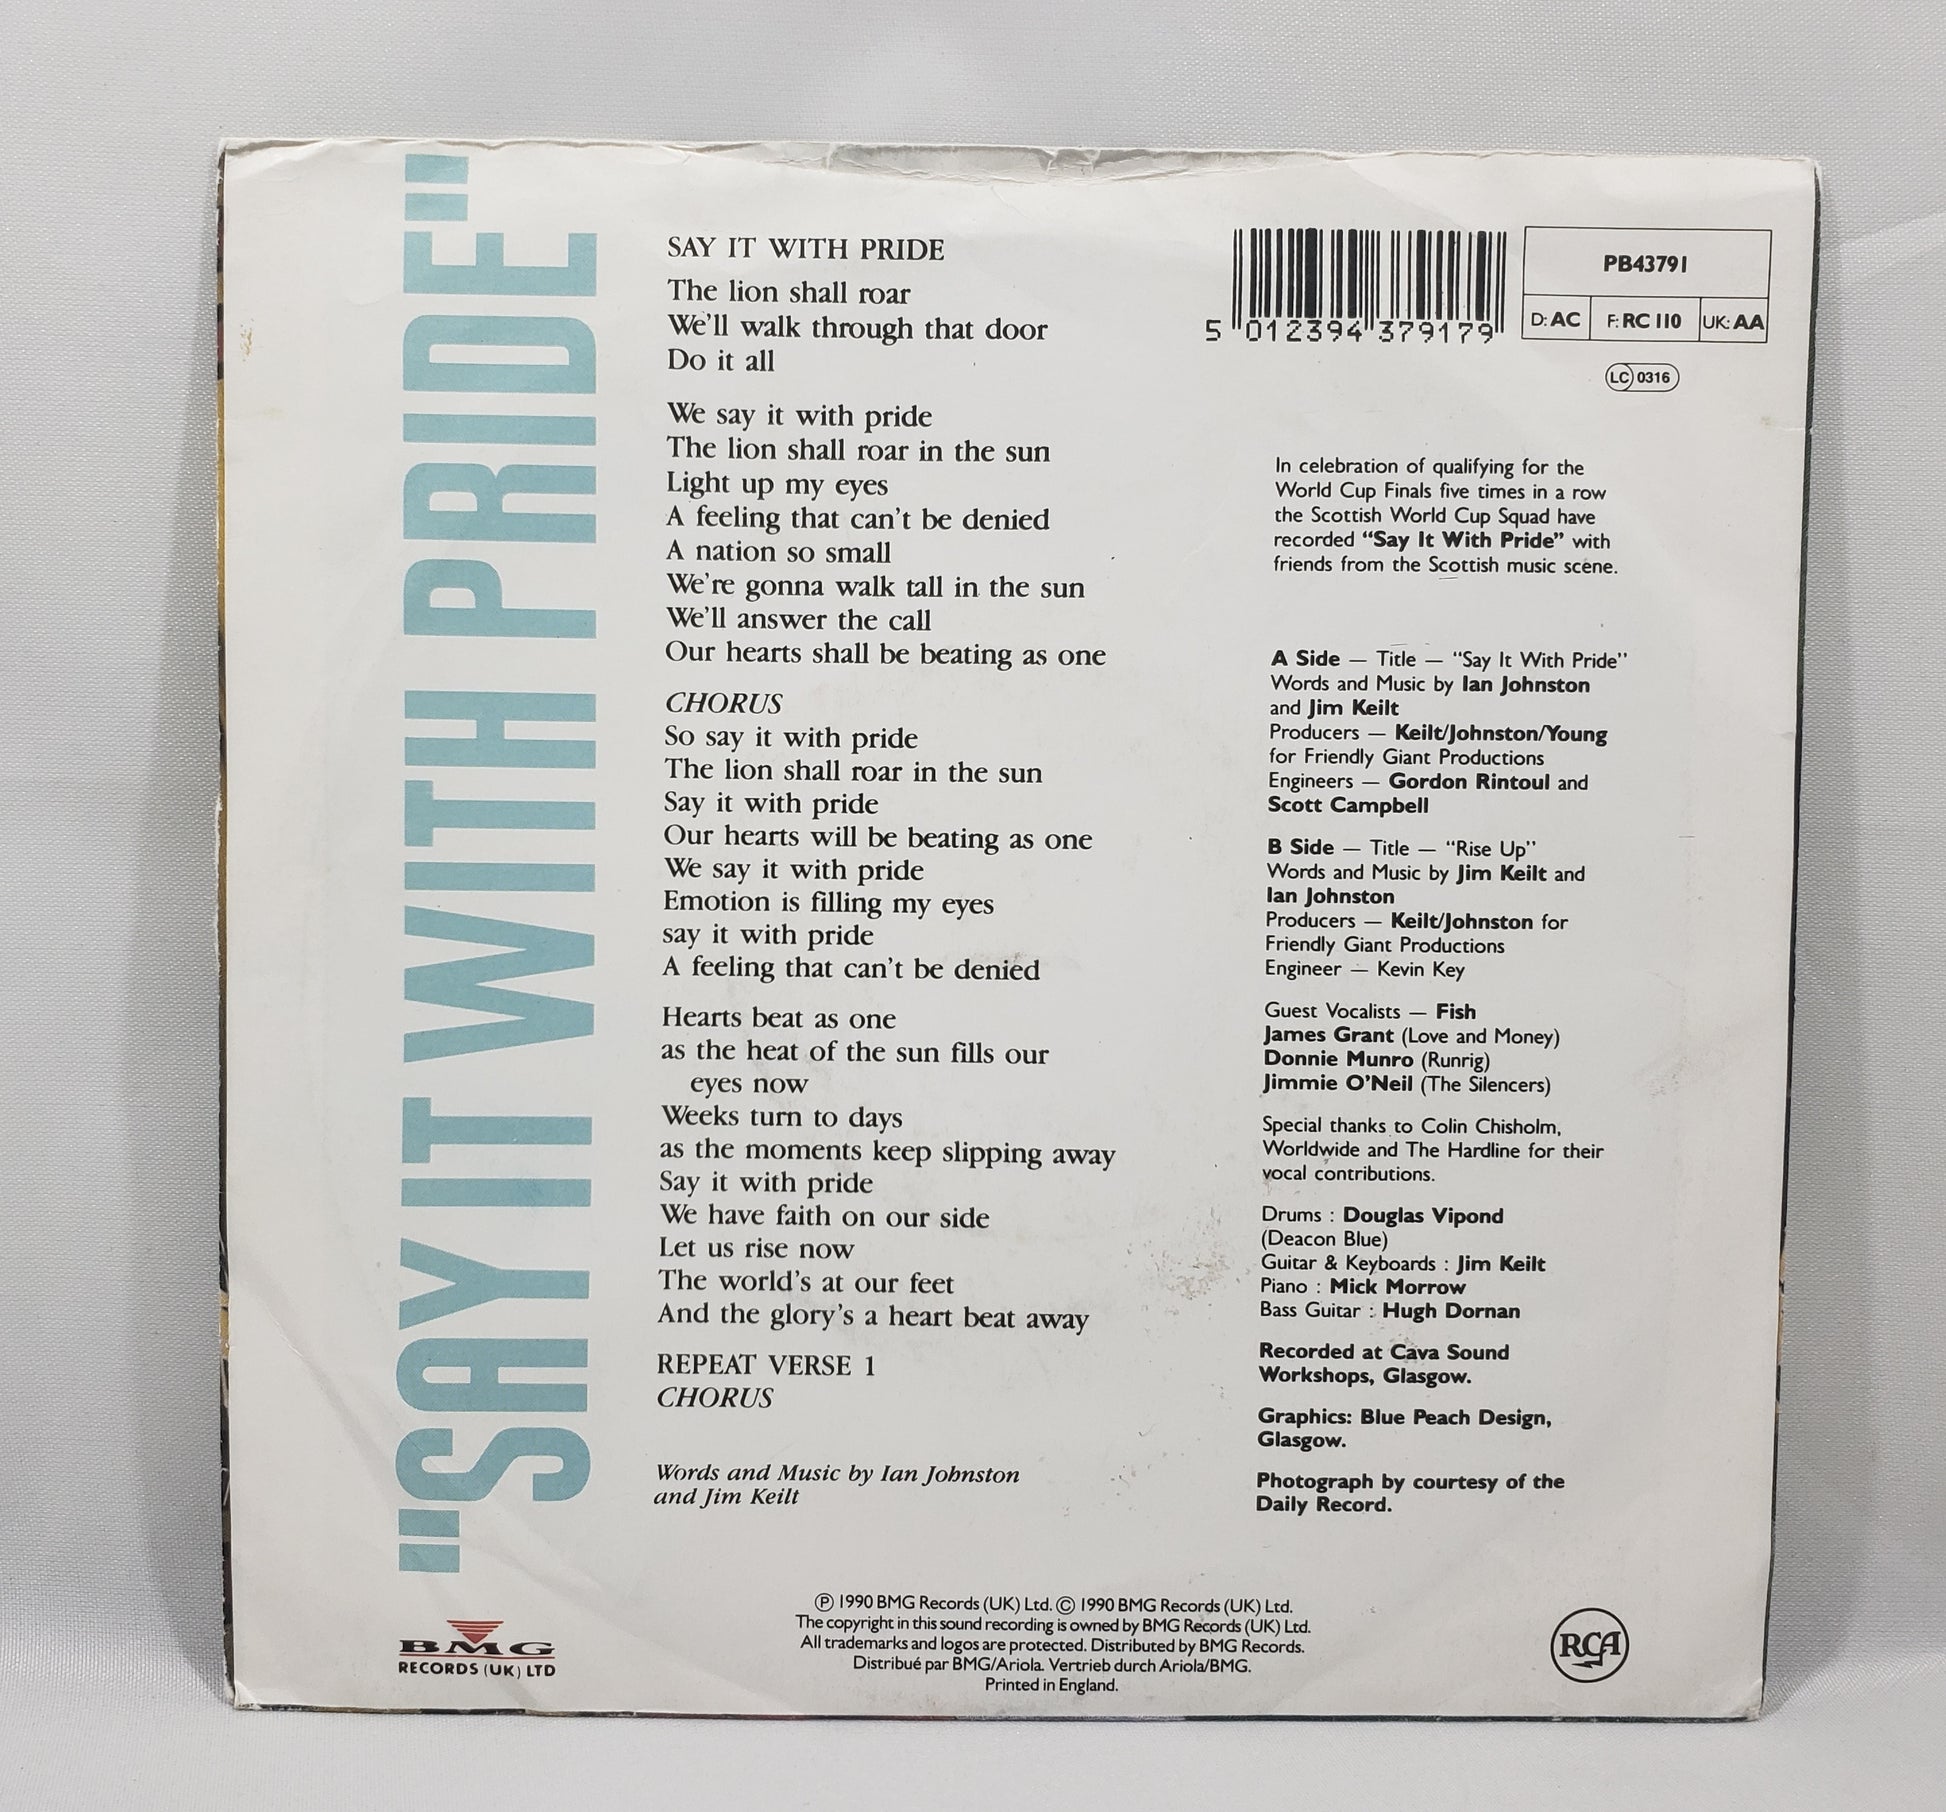 "SAY IT WITH PRIDE"
SAY IT WITH PRIDE
The lion shall roar
We'll walk through that door
Do it all
We say it with pride
The lion shall roar in the sun
Light up my eyes
A feeling that can't be denied
A nation so small
We're gonna walk tall in the sun
We'll answer the call
Our hearts shall be beating as one
CHORUS
So say it with pride
The lion shall roar in the sun
Say it with pride
Our hearts will be beating as one
We say it with pride
Emotion is filling my eyes
say it with pride
A feeling that can't be denied
Hearts beat as one
as the heat of the sun fills our
eyes now
Weeks turn to days
as the moments keep slipping away
Say it with pride
We have faith on our side
Let us rise now
The world's at our feet
And the glory's a heart beat away
REPEAT VERSE 1
CHORUS
Words and Music by Ian Johnston
and Jim Keilt
5 012394 379179
PB43791
D: AC F: RC 110 UK: AA
LC 0316
In celebration of qualifying for the
World Cup Finals five times in a row
the Scottish World Cup Squad have
recorded "Say It With Pride" with
friends from the Scottish music scene.
A Side — Title — "Say It With Pride"
Words and Music by Ian Johnston
and Jim Keilt
Producers — Keilt/Johnston/Young
for Friendly Giant Productions
Engineers — Gordon Rintoul and
Scott Campbell
B Side — Title — "Rise Up"
Words and Music by Jim Keilt and
Ian Johnston
Producers — Keilt/Johnston for
Friendly Giant Productions
Engineer — Kevin Key
Guest Vocalists — Fish
James Grant (Love and Money)
Donnie Munro (Runrig)
Jimmie O'Neil (The Silencers)
Special thanks to Colin Chisholm,
Worldwide and The Hardline for their
vocal contributions.
Drums : Douglas Vipond
(Deacon Blue)
Guitar & Keyboards : Jim Keilt
Piano : Mick Morrow
Bass Guitar : Hugh Dornan
Recorded at Cava Sound
Workshops, Glasgow.
Graphics: Blue Peach Design,
Glasgow.
Photograph by courtesy of the
Daily Record.
BMG
RECORDS (UK) LTD
℗ 1990 BMG Records (UK) Ltd. © 1990 BMG Records (UK) Ltd.
The copyright in this sound recording is owned by BMG Records (UK) Ltd.
All trademarks and logos are protected. Distributed by BMG Records.
Distribué par BMG/Ariola. Vertrieb durch Ariola/BMG.
Printed in England.
RCA